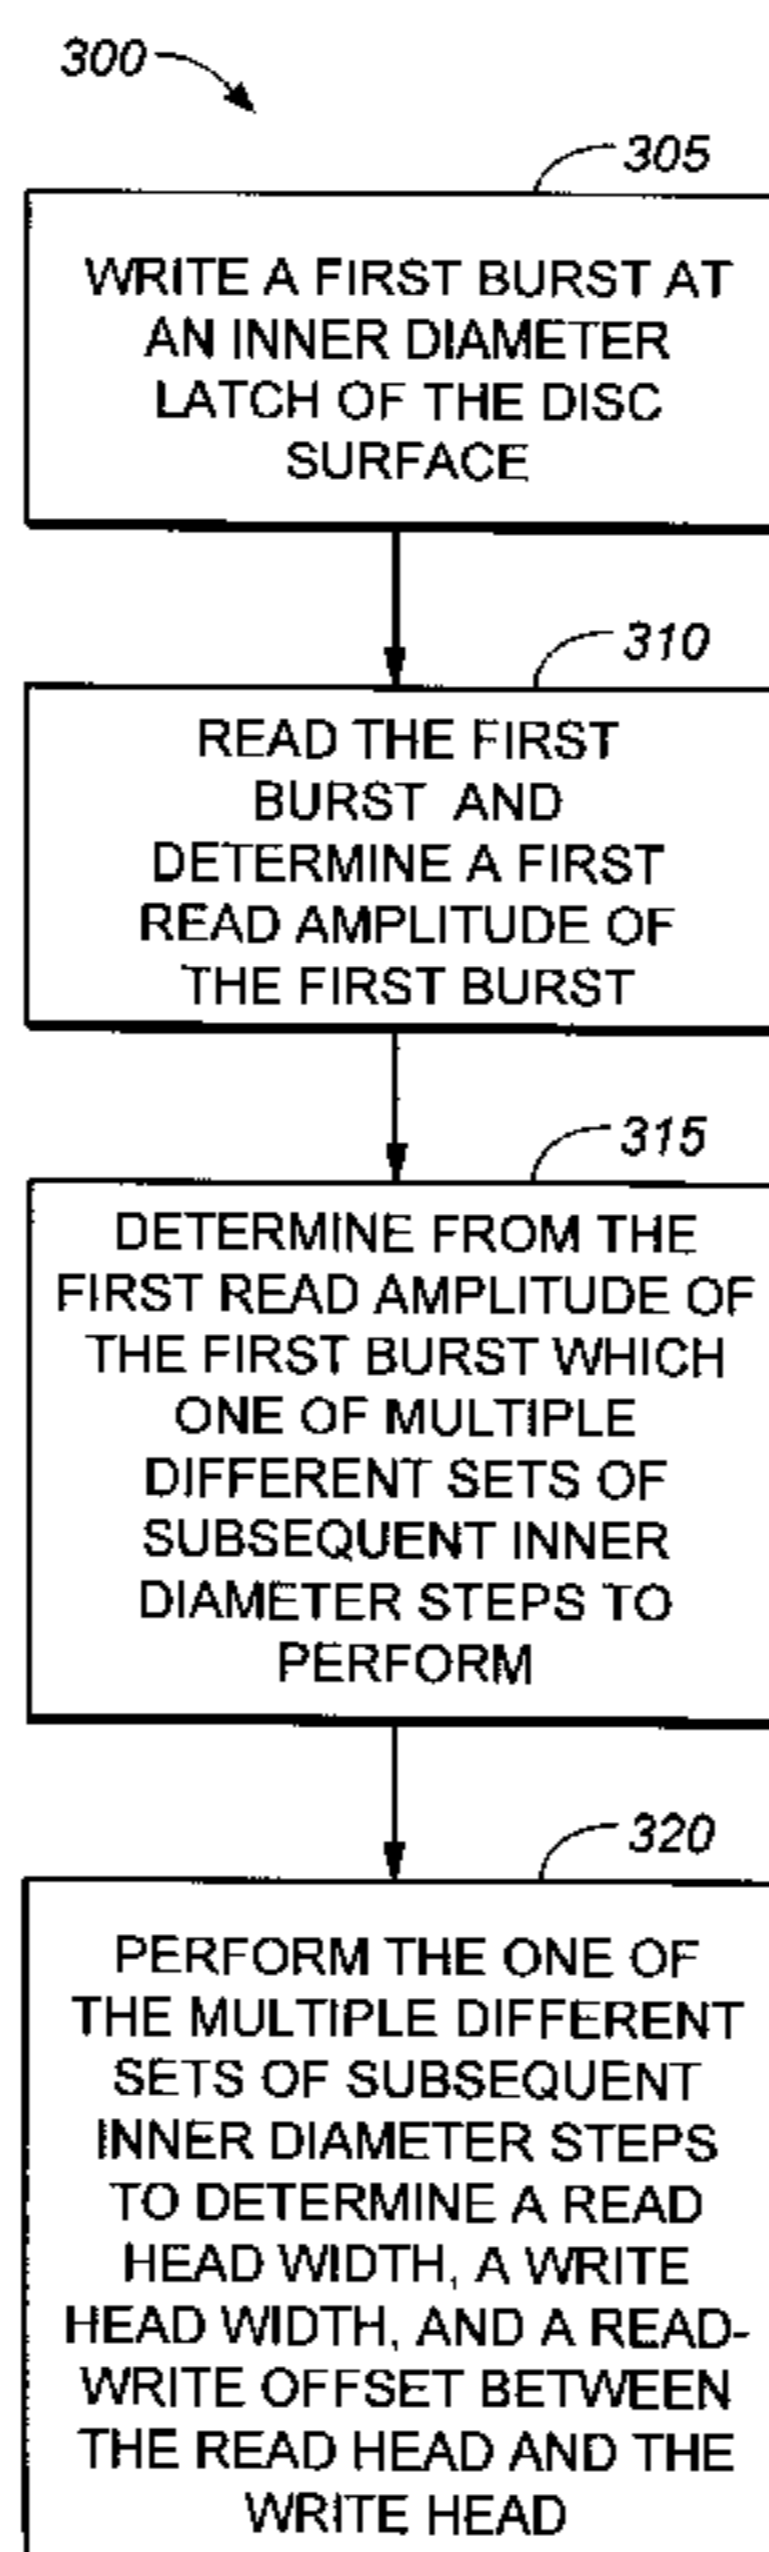 300
305
WRITE A FIRST BURST AT
AN INNER DIAMETER
LATCH OF THE DISC
SURFACE
310
READ THE FIRST
BURST AND
DETERMINE A FIRST
READ AMPLITUDE OF
THE FIRST BURST
315
DETERMINE FROM THE
FIRST READ AMPLITUDE OF
THE FIRST BURST WHICH
ONE OF MULTIPLE
DIFFERENT SETS OF
SUBSEQUENT INNER
DIAMETER STEPS TO
PERFORM
320
PERFORM THE ONE OF
THE MULTIPLE DIFFERENT
SETS OF SUBSEQUENT
INNER DIAMETER STEPS
TO DETERMINE A READ
HEAD WIDTH, A WRITE
HEAD WIDTH, AND A READ-
WRITE OFFSET BETWEEN
THE READ HEAD AND THE
WRITE HEAD